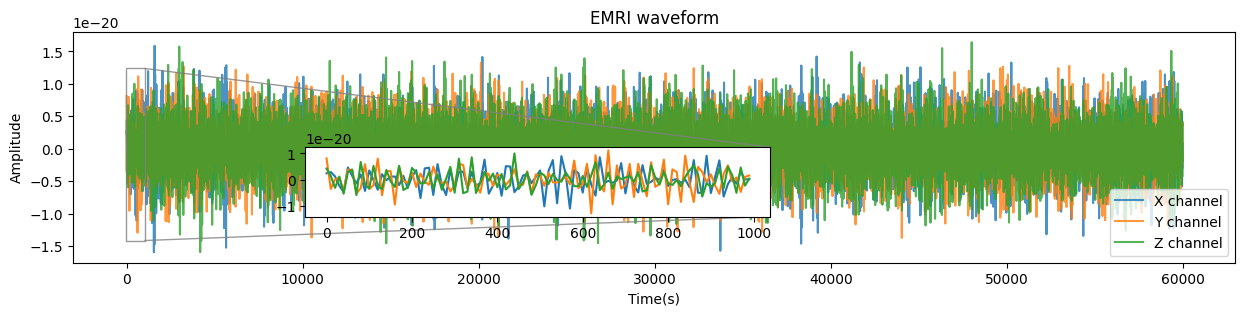 EMRI waveform
1e−20
1.5
1.0
0.5
0.0
−0.5
−1.0
−1.5
Amplitude
1e−20
1
0
−1
0 200 400 600 800 1000
X channel
Y channel
Z channel
0 10000 20000 30000 40000 50000 60000
Time(s)